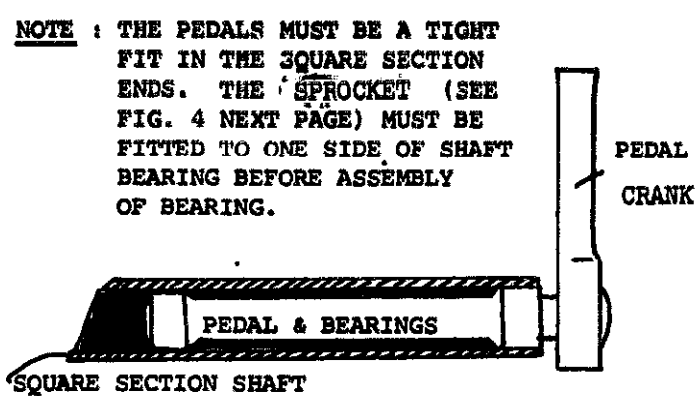 NOTE : THE PEDALS MUST BE A TIGHT
FIT IN THE SQUARE SECTION
ENDS. THE SPROCKET (SEE
FIG. 4 NEXT PAGE) MUST BE
FITTED TO ONE SIDE OF SHAFT
BEARING BEFORE ASSEMBLY
OF BEARING.
PEDAL
CRANK
PEDAL & BEARINGS
SQUARE SECTION SHAFT